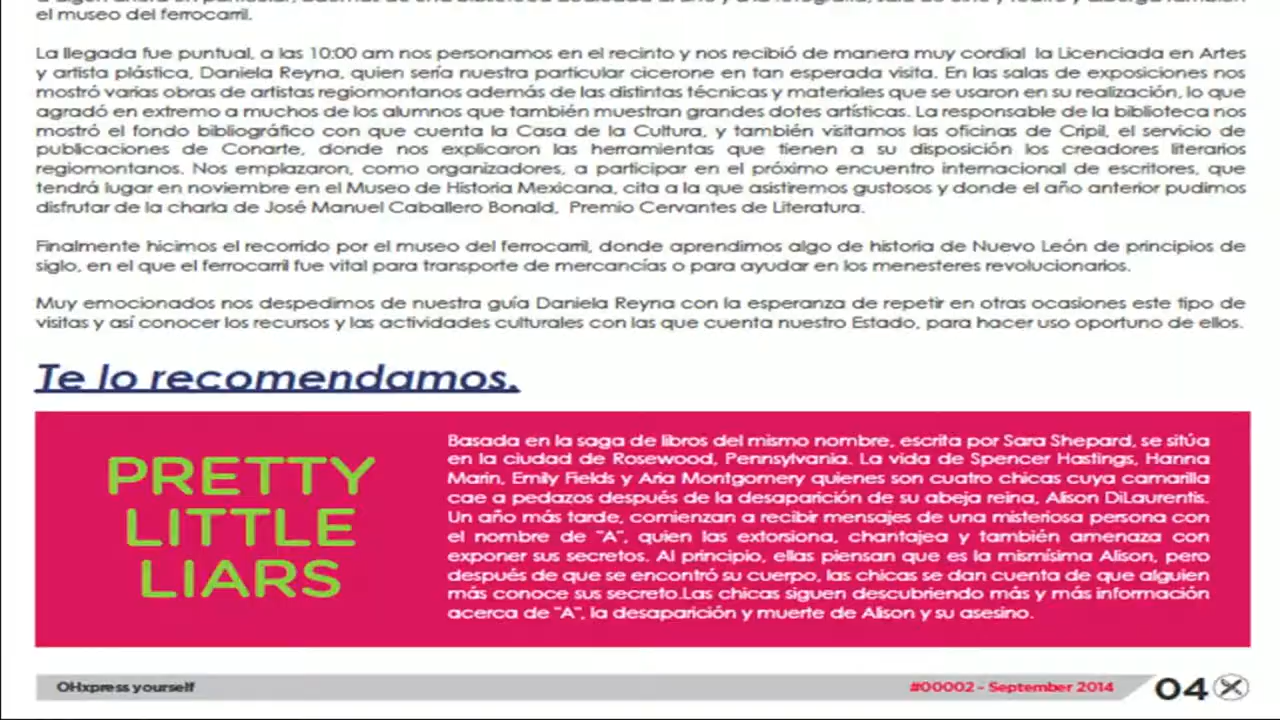 el museo del ferrocarril.
La llegada fue puntual, a las 10:00 am nos personamos en el recinto y nos recibió de manera muy cordial la Licenciada en Artes
y artista plástica, Daniela Reyna, quien sería nuestra particular cicerone en tan esperada visita. En las salas de exposiciones nos
mostró varias obras de artistas regiomontanos además de las distintas técnicas y materiales que se usaron en su realización, lo que
agradó en extremo a muchos de los alumnos que también muestran grandes dotes artísticas. La responsable de la biblioteca nos
mostró el fondo bibliográfico con que cuenta la Casa de la Cultura, y también visitamos las oficinas de Cripil, el servicio de
publicaciones de Conarte, donde nos explicaron las herramientas que tienen a su disposición los creadores literarios
regiomontanos. Nos emplazaron, como organizadores, a participar en el próximo encuentro internacional de escritores, que
tendrá lugar en noviembre en el Museo de Historia Mexicana, cita a la que asistiremos gustosos y donde el año anterior pudimos
disfrutar de la charla de José Manuel Caballero Bonald, Premio Cervantes de Literatura.
Finalmente hicimos el recorrido por el museo del ferrocarril, donde aprendimos algo de historia de Nuevo León de principios de
siglo, en el que el ferrocarril fue vital para transporte de mercancías o para ayudar en los menesteres revolucionarios.
Muy emocionados nos despedimos de nuestra guía Daniela Reyna con la esperanza de repetir en otras ocasiones este tipo de
visitas y así conocer los recursos y las actividades culturales con las que cuenta nuestro Estado, para hacer uso oportuno de ellos.
Te lo recomendamos.
PRETTY
LITTLE
LIARS
Basada en la saga de libros del mismo nombre, escrita por Sara Shepard, se sitúa
en la ciudad de Rosewood, Pennsylvania. La vida de Spencer Hastings, Hanna
Marin, Emily Fields y Aria Montgomery quienes son cuatro chicas cuya camarilla
cae a pedazos después de la desaparición de su abeja reina, Alison DiLaurentis.
Un año más tarde, comienzan a recibir mensajes de una misteriosa persona con
el nombre de "A", quien las extorsiona, chantajea y también amenaza con
exponer sus secretos. Al principio, ellas piensan que es la mismísima Alison, pero
después de que se encontró su cuerpo, las chicas se dan cuenta de que alguien
más conoce sus secreto.Las chicas siguen descubriendo más y más información
acerca de "A", la desaparición y muerte de Alison y su asesino.
OHxpress yourself
#00002 - September 2014
04